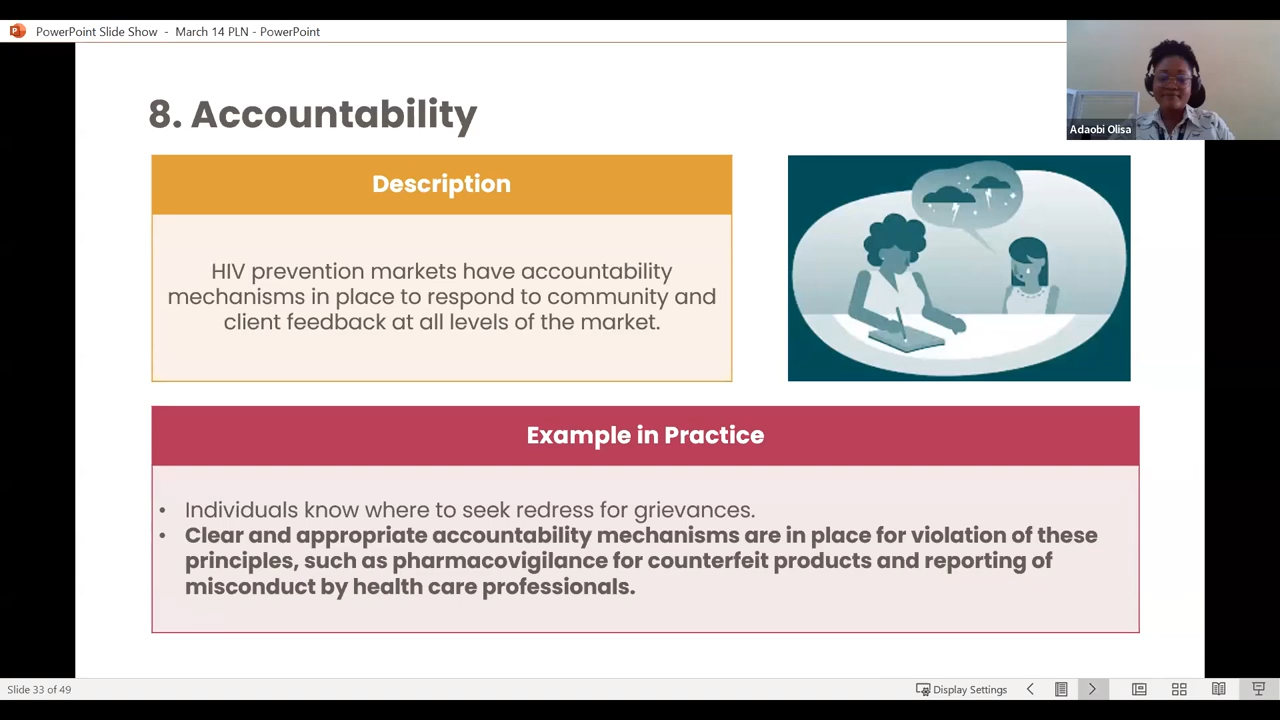 PowerPoint Slide Show - March 14 PLN - PowerPoint
Adaobi Olisa
8. Accountability
Description
HIV prevention markets have accountability
mechanisms in place to respond to community and
client feedback at all levels of the market.
Example in Practice
• Individuals know where to seek redress for grievances.
• Clear and appropriate accountability mechanisms are in place for violation of these
principles, such as pharmacovigilance for counterfeit products and reporting of
misconduct by health care professionals.
Slide 33 of 49
Display Settings